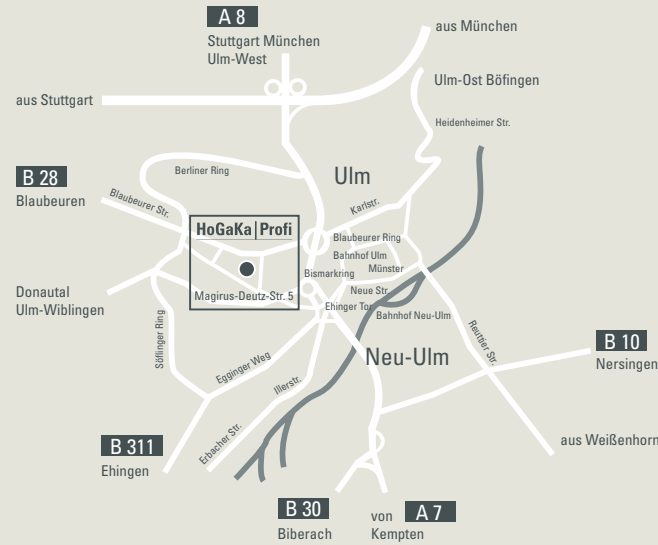 A 8
Stuttgart München
Ulm-West
aus München
Ulm-Ost Böfingen
aus Stuttgart
Heidenheimer Str.
B 28
Blaubeuren
Berliner Ring
Ulm
Blaubeurer Str.
Karlstr.
HoGaKa|Profi
Blaubeurer Ring
Bahnhof Ulm
Münster
Bismarkring
Neue Str.
Magirus-Deutz-Str. 5
Ehinger Tor
Bahnhof Neu-Ulm
Donautal
Ulm-Wiblingen
Söflinger Ring
Neu-Ulm
Reuttier Str.
B 10
Nersingen
Egginger Weg
Illerstr.
Erbacher Str.
aus Weißenhorn
B 311
Ehingen
B 30
Biberach
von
Kempten
A 7